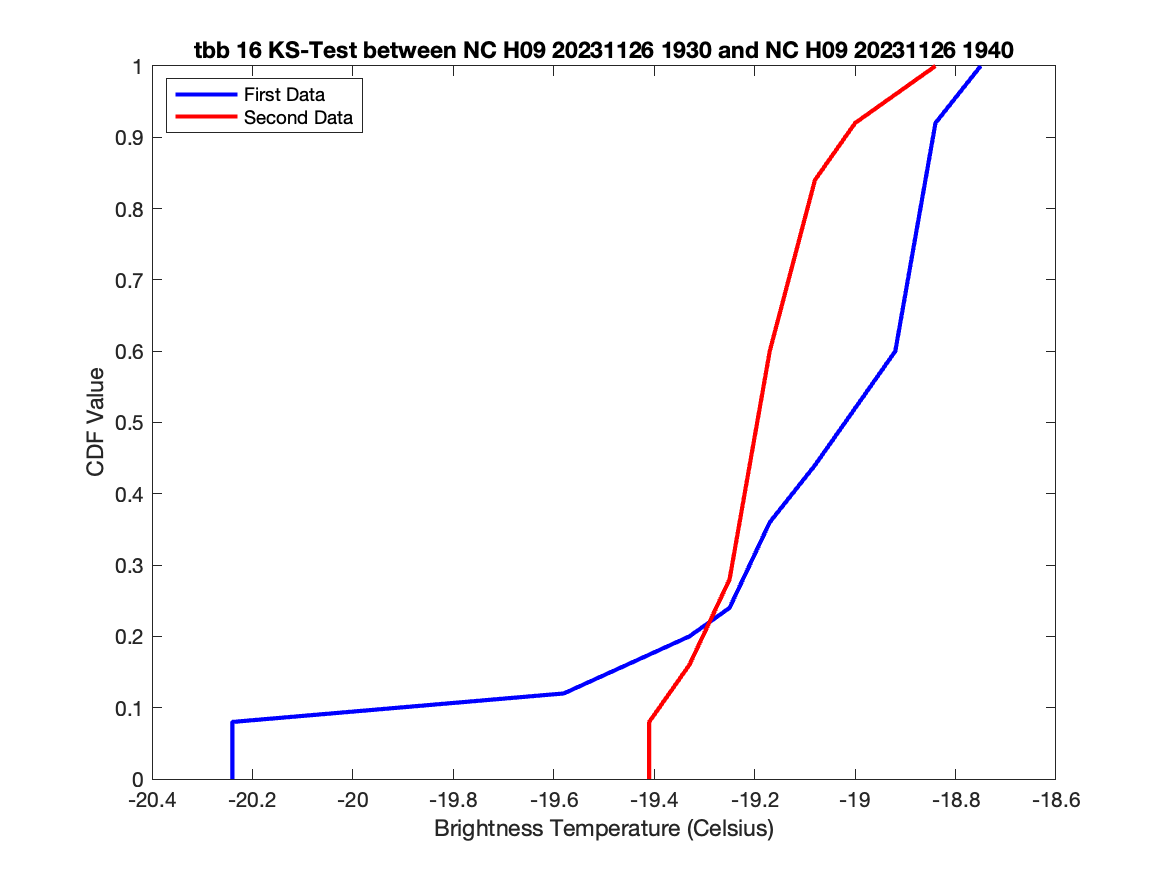 tbb 16 KS-Test between NC H09 20231126 1930 and NC H09 20231126 1940
First Data
Second Data
1
0.9
0.8
0.7
0.6
0.5
0.4
0.3
0.2
0.1
0
CDF Value
-20.4 -20.2 -20 -19.8 -19.6 -19.4 -19.2 -19 -18.8 -18.6
Brightness Temperature (Celsius)